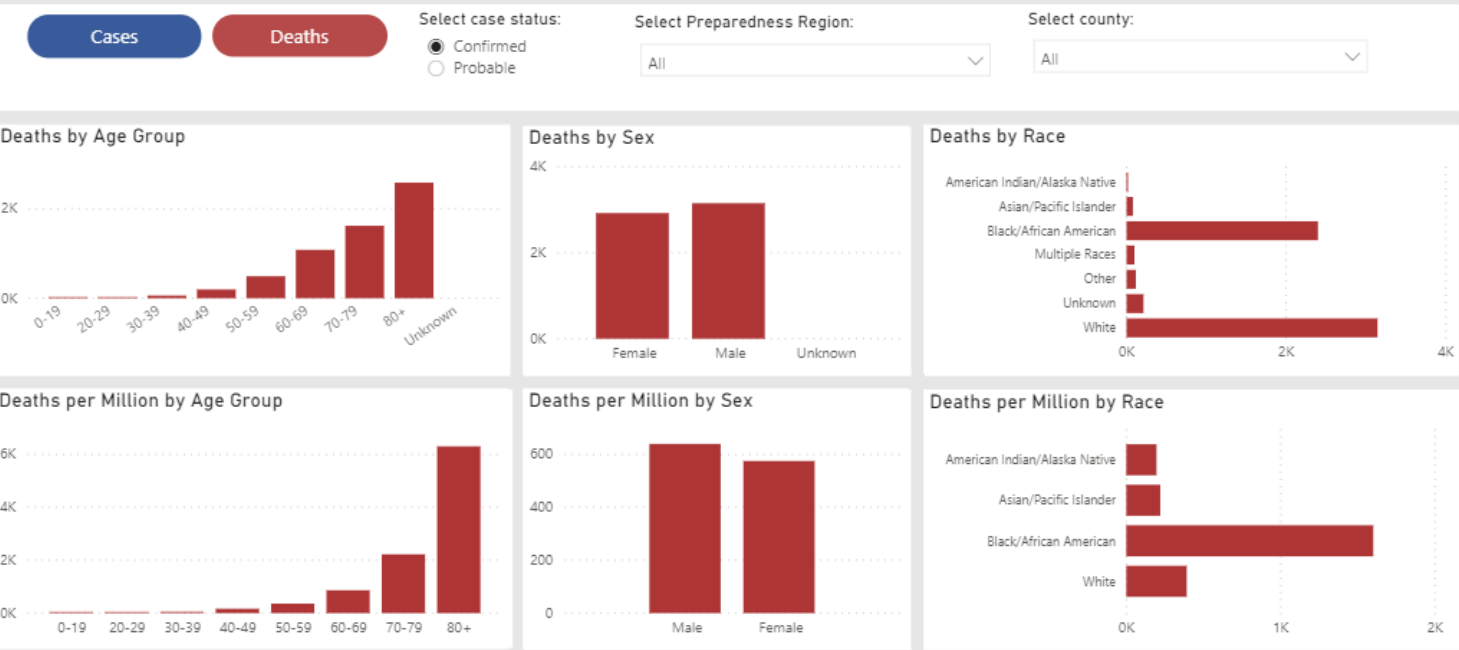 Cases
Deaths
Select case status:
Confirmed
Probable
Select Preparedness Region:
All
Select county:
All
Deaths by Age Group
2K
0K
0-19
20-29
30-39
40-49
50-59
60-69
70-79
80+
Unknown
Deaths by Sex
4K
2K
0K
Female
Male
Unknown
Deaths by Race
American Indian/Alaska Native
Asian/Pacific Islander
Black/African American
Multiple Races
Other
Unknown
White
0K
2K
4K
Deaths per Million by Age Group
6K
4K
2K
0K
0-19
20-29
30-39
40-49
50-59
60-69
70-79
80+
Deaths per Million by Sex
600
400
200
0
Male
Female
Deaths per Million by Race
American Indian/Alaska Native
Asian/Pacific Islander
Black/African American
White
0K
1K
2K